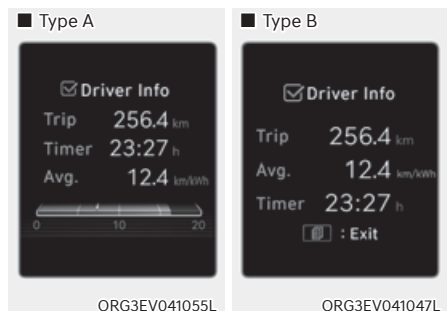 ■ Type A
Driver Info
Trip 256.4 km
Timer 23:27 h
Avg. 12.4 km/kWh
0 10 20
ORG3EV041055L
■ Type B
Driver Info
Trip 256.4 km
Avg. 12.4 km/kWh
Timer 23:27 h
: Exit
ORG3EV041047L